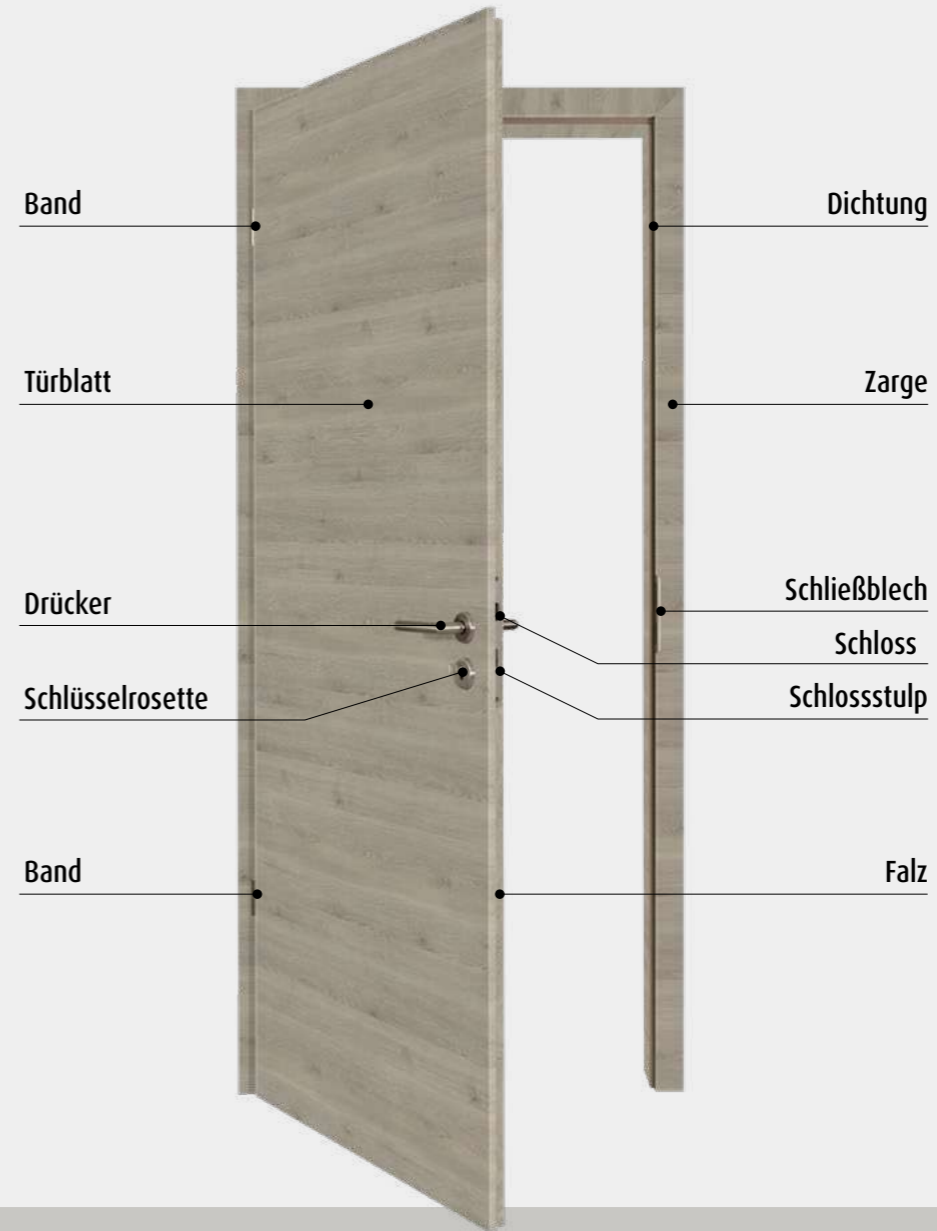 Band
Dichtung
Türblatt
Zarge
Drücker
Schließblech
Schloss
Schlüsselrosette
Schlossstulp
Band
Falz